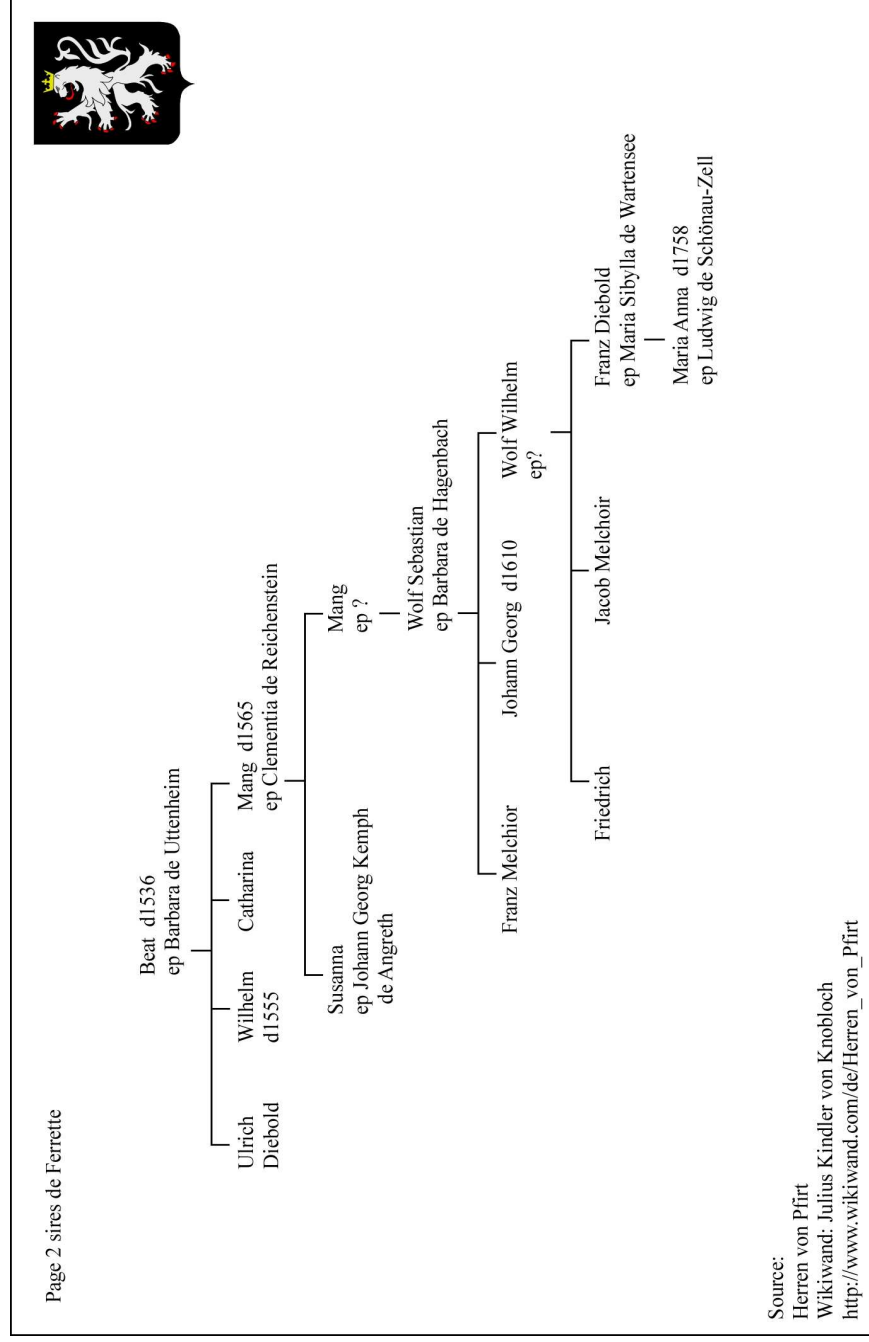 Page 2 sires de Ferrette
Beat d1536
ep Barbara de Uttenheim
Ulrich
Diebold
Wilhelm
d1555
Catharina
Mang d1565
ep Clementia de Reichenstein
Susanna
ep Johann Georg Kemph
de Angreth
Mang
ep ?
Wolf Sebastian
ep Barbara de Hagenbach
Franz Melchior
Johann Georg d1610
Wolf Wilhelm
ep?
Friedrich
Jacob Melchoir
Franz Diebold
ep Maria Sibylla de Wartensee
Maria Anna d1758
ep Ludwig de Schönau-Zell
Source:
Herren von Pfirt
Wikiwand: Julius Kindler von Knobloch
http://www.wikiwand.com/de/Herren_von_Pfirt